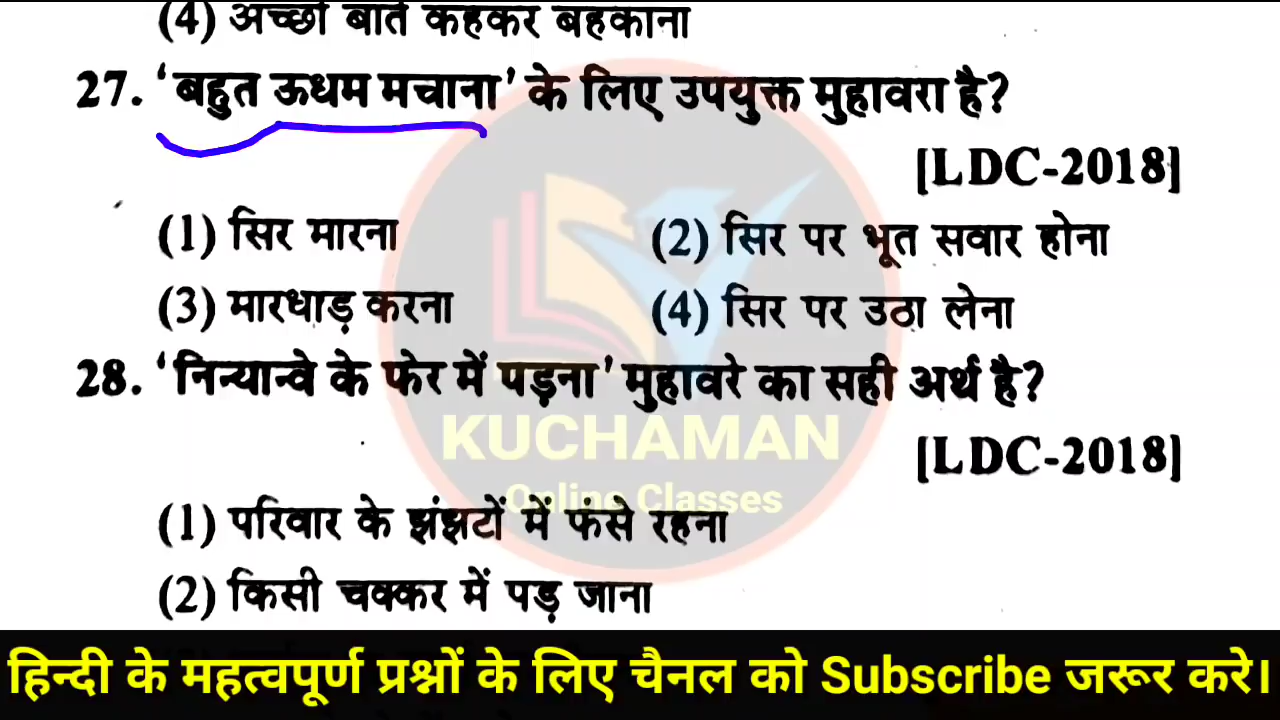 (4) अच्छी बातें कहकर बहकाना
27. 'बहुत ऊधम मचाना' के लिए उपयुक्त मुहावरा है?
[LDC-2018]
(1) सिर मारना (2) सिर पर भूत सवार होना
(3) मारधाड़ करना (4) सिर पर उठा लेना
28. 'निन्यान्वे के फेर में पड़ना' मुहावरे का सही अर्थ है?
KUCHAMAN
[LDC-2018]
Online Classes
(1) परिवार के झंझटों में फंसे रहना
(2) किसी चक्कर में पड़ जाना
हिन्दी के महत्वपूर्ण प्रश्नों के लिए चैनल को Subscribe जरूर करे।